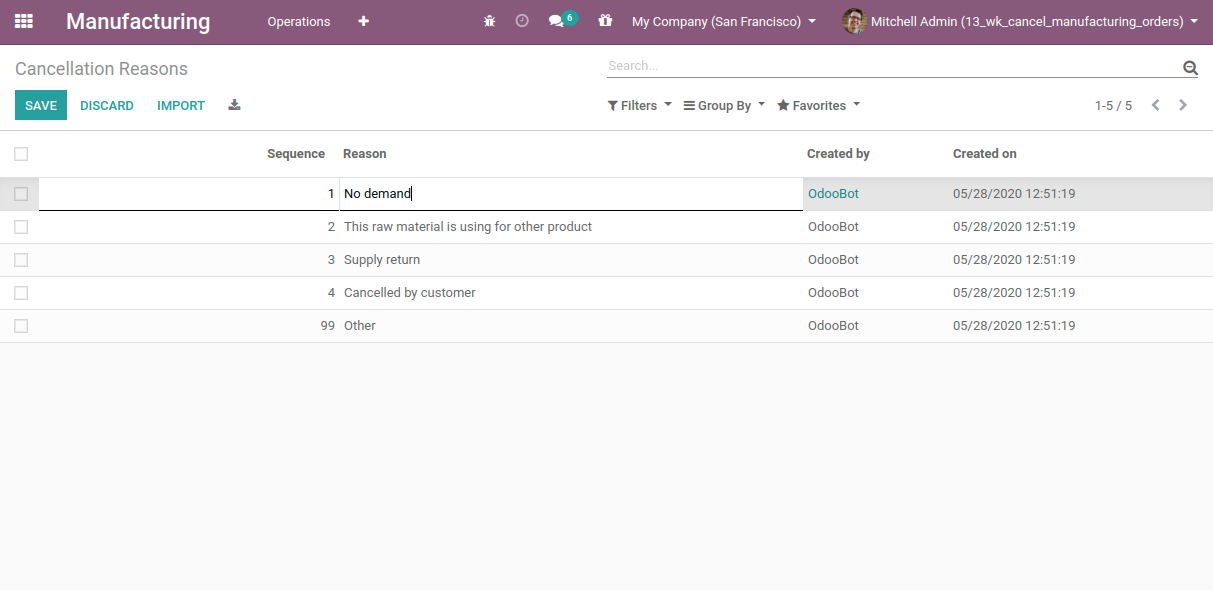 Manufacturing Operations 6 My Company (San Francisco) Mitchell Admin (13_wk_cancel_manufacturing_orders)
Cancellation Reasons Search...
SAVE DISCARD IMPORT Filters Group By Favorites 1-5 / 5
Sequence Reason Created by Created on
1 No demand OdooBot 05/28/2020 12:51:19
2 This raw material is using for other product OdooBot 05/28/2020 12:51:19
3 Supply return OdooBot 05/28/2020 12:51:19
4 Cancelled by customer OdooBot 05/28/2020 12:51:19
99 Other OdooBot 05/28/2020 12:51:19